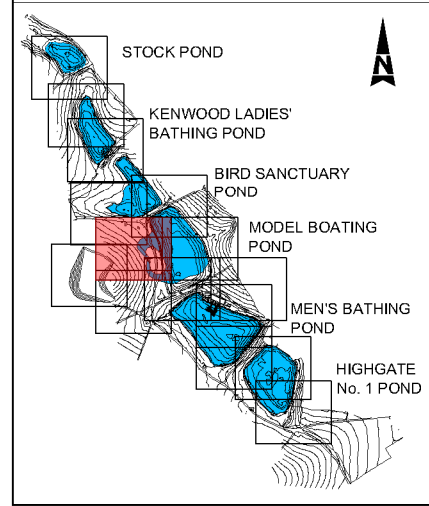 STOCK POND
N
KENWOOD LADIES'
BATHING POND
BIRD SANCTUARY
POND
MODEL BOATING
POND
MEN'S BATHING
POND
HIGHGATE
No. 1 POND